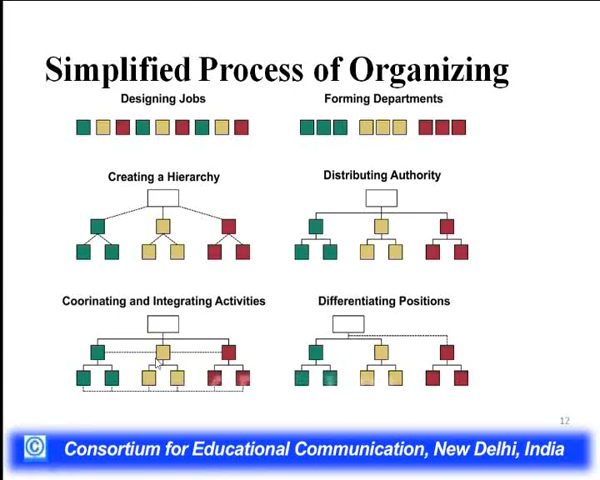 Simplified Process of Organizing
Designing Jobs
Forming Departments
Creating a Hierarchy
Distributing Authority
Coorinating and Integrating Activities
Differentiating Positions
12
© Consortium for Educational Communication, New Delhi, India